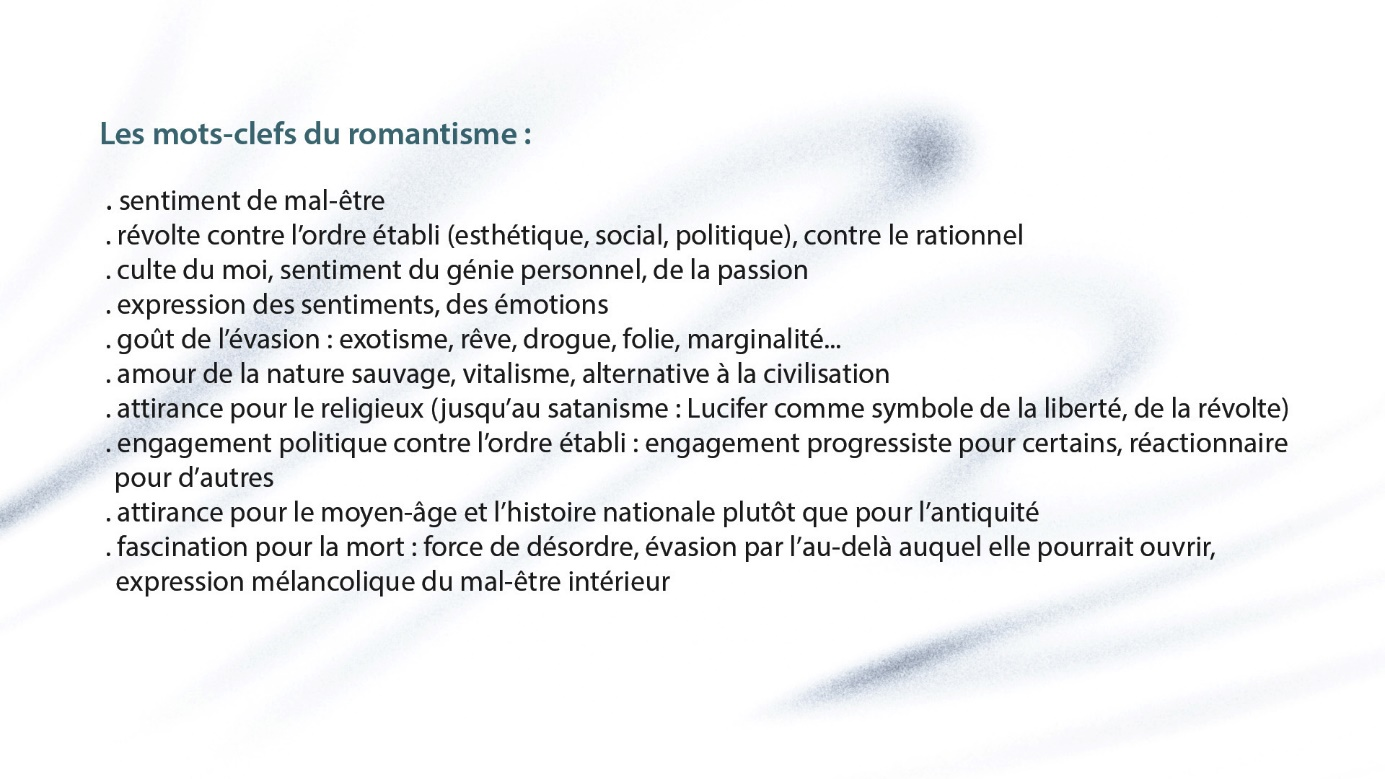 Les mots-clefs du romantisme :
. sentiment de mal-être
. révolte contre l’ordre établi (esthétique, social, politique), contre le rationnel
. culte du moi, sentiment du génie personnel, de la passion
. expression des sentiments, des émotions
. goût de l’évasion : exotisme, rêve, drogue, folie, marginalité...
. amour de la nature sauvage, vitalisme, alternative à la civilisation
. attirance pour le religieux (jusqu’au satanisme : Lucifer comme symbole de la liberté, de la révolte)
. engagement politique contre l’ordre établi : engagement progressiste pour certains, réactionnaire
pour d’autres
. attirance pour le moyen-âge et l’histoire nationale plutôt que pour l’antiquité
. fascination pour la mort : force de désordre, évasion par l’au-delà auquel elle pourrait ouvrir,
expression mélancolique du mal-être intérieur